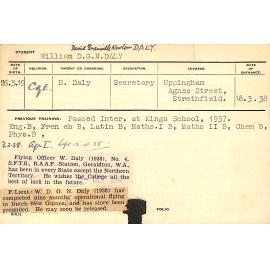 David Grenville Newton DALY.
STUDENT
William D.G.N.DALY
DATE OF BIRTH.
RELIGION.
PARENT OR GUARDIAN.
OCCUPATION.
ADDRESS.
DATE OF ENTRY
26.3.19
C of E.
N. Daly
Secretary
Uppingham
Agnes Street,
Strathfield.
18.3.38
PREVIOUS TRAINING:
Passed Inter. at Kings School, 1937.
Eng.B, French B, Latin B, Maths.I B, Maths II B, Chem B
Phys.B ,
Flying Officer W. Daly (1938), No. 4,
S.F.T.S., R.A.A.F. Station, Geraldton, WA.,
has been in every State except the Northern
Territory. He wishes the College all the
best of luck in the future.
F/Lieut. W. D. G. N. Daly (1938) has
completed nine months' operational flying in
Dutch New Guinea, and has since been
grounded. He may soon be released.